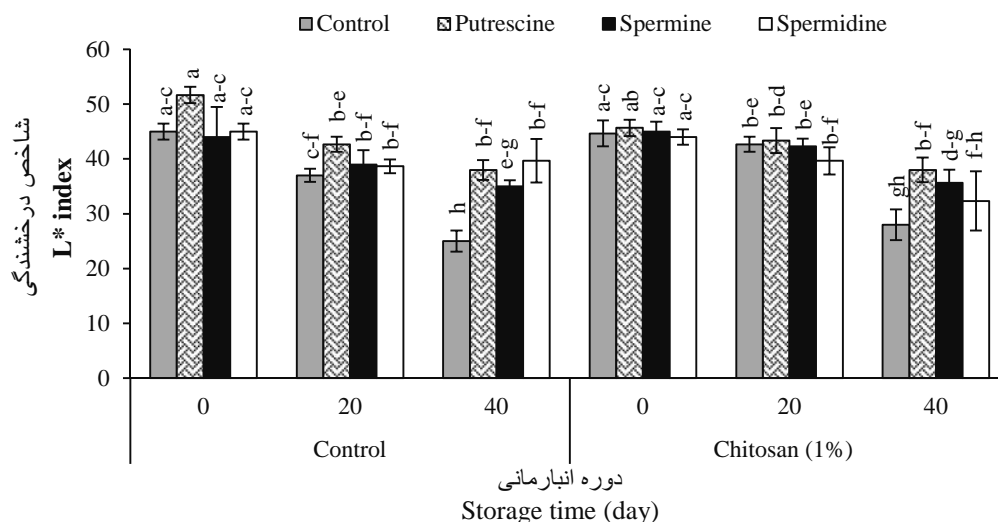 Control Putrescine Spermine Spermidine
60
50
40
30
20
10
0
شاخص درخشندگی
L* index
a-c a a-c a-c
c-f b-e b-f b-f
h b-f e-g b-f
a-c ab a-c a-c
b-e b-d b-e b-f
gh b-f d-g f-h
0 20 40 0 20 40
Control Chitosan (1%)
دوره انبارمانی
Storage time (day)